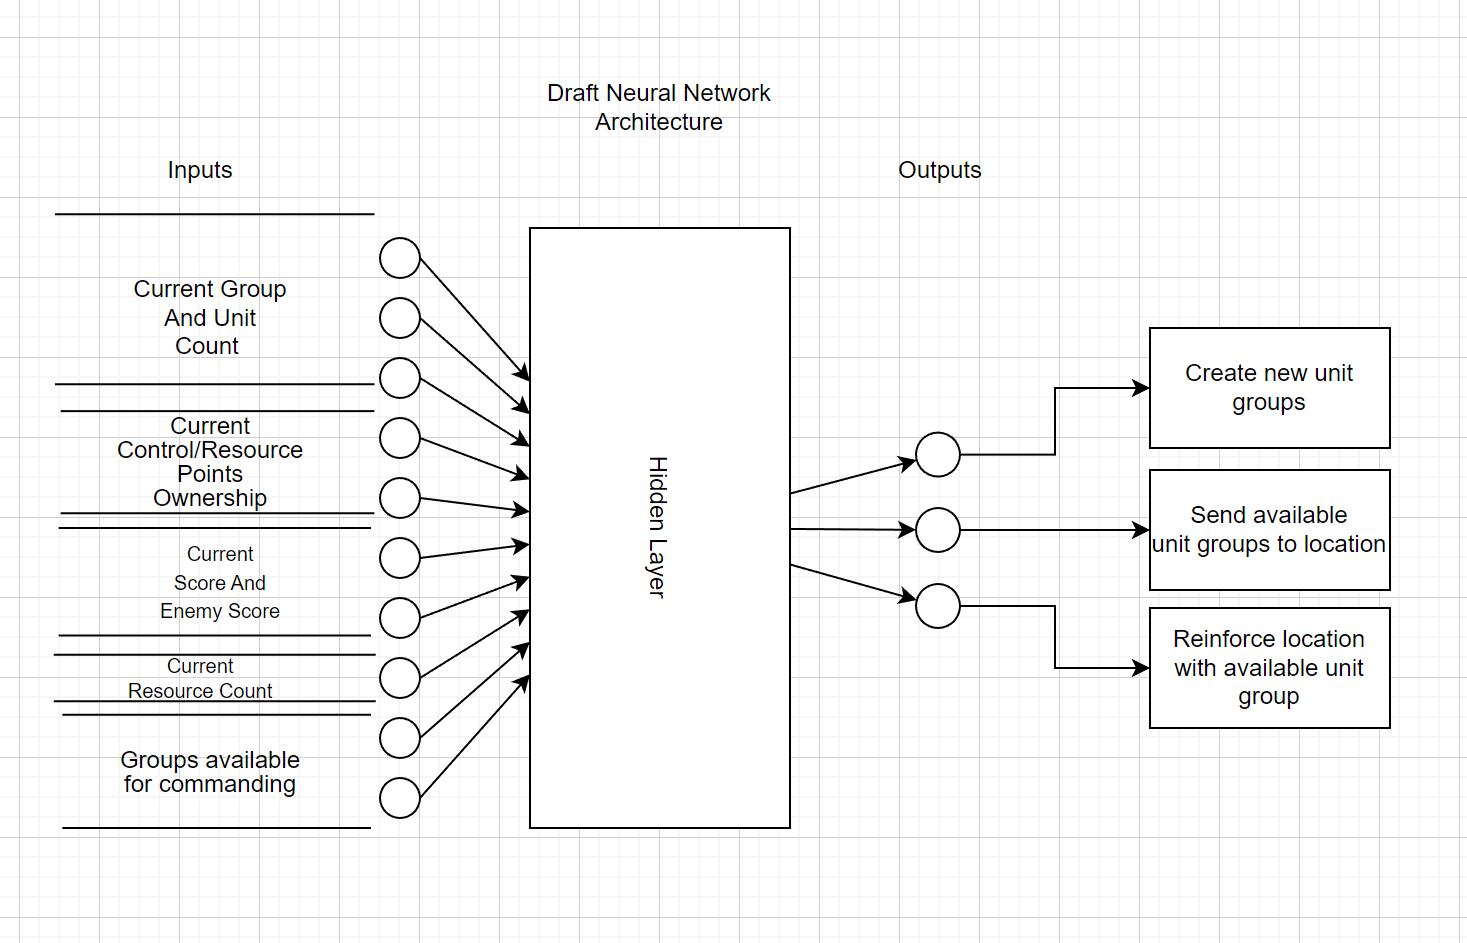 Draft Neural Network
Architecture
Inputs
Outputs
Current Group
And Unit
Count
Current
Control/Resource
Points
Ownership
Current
Score And
Enemy Score
Current
Resource Count
Groups available
for commanding
Hidden Layer
Create new unit
groups
Send available
unit groups to location
Reinforce location
with available unit
group